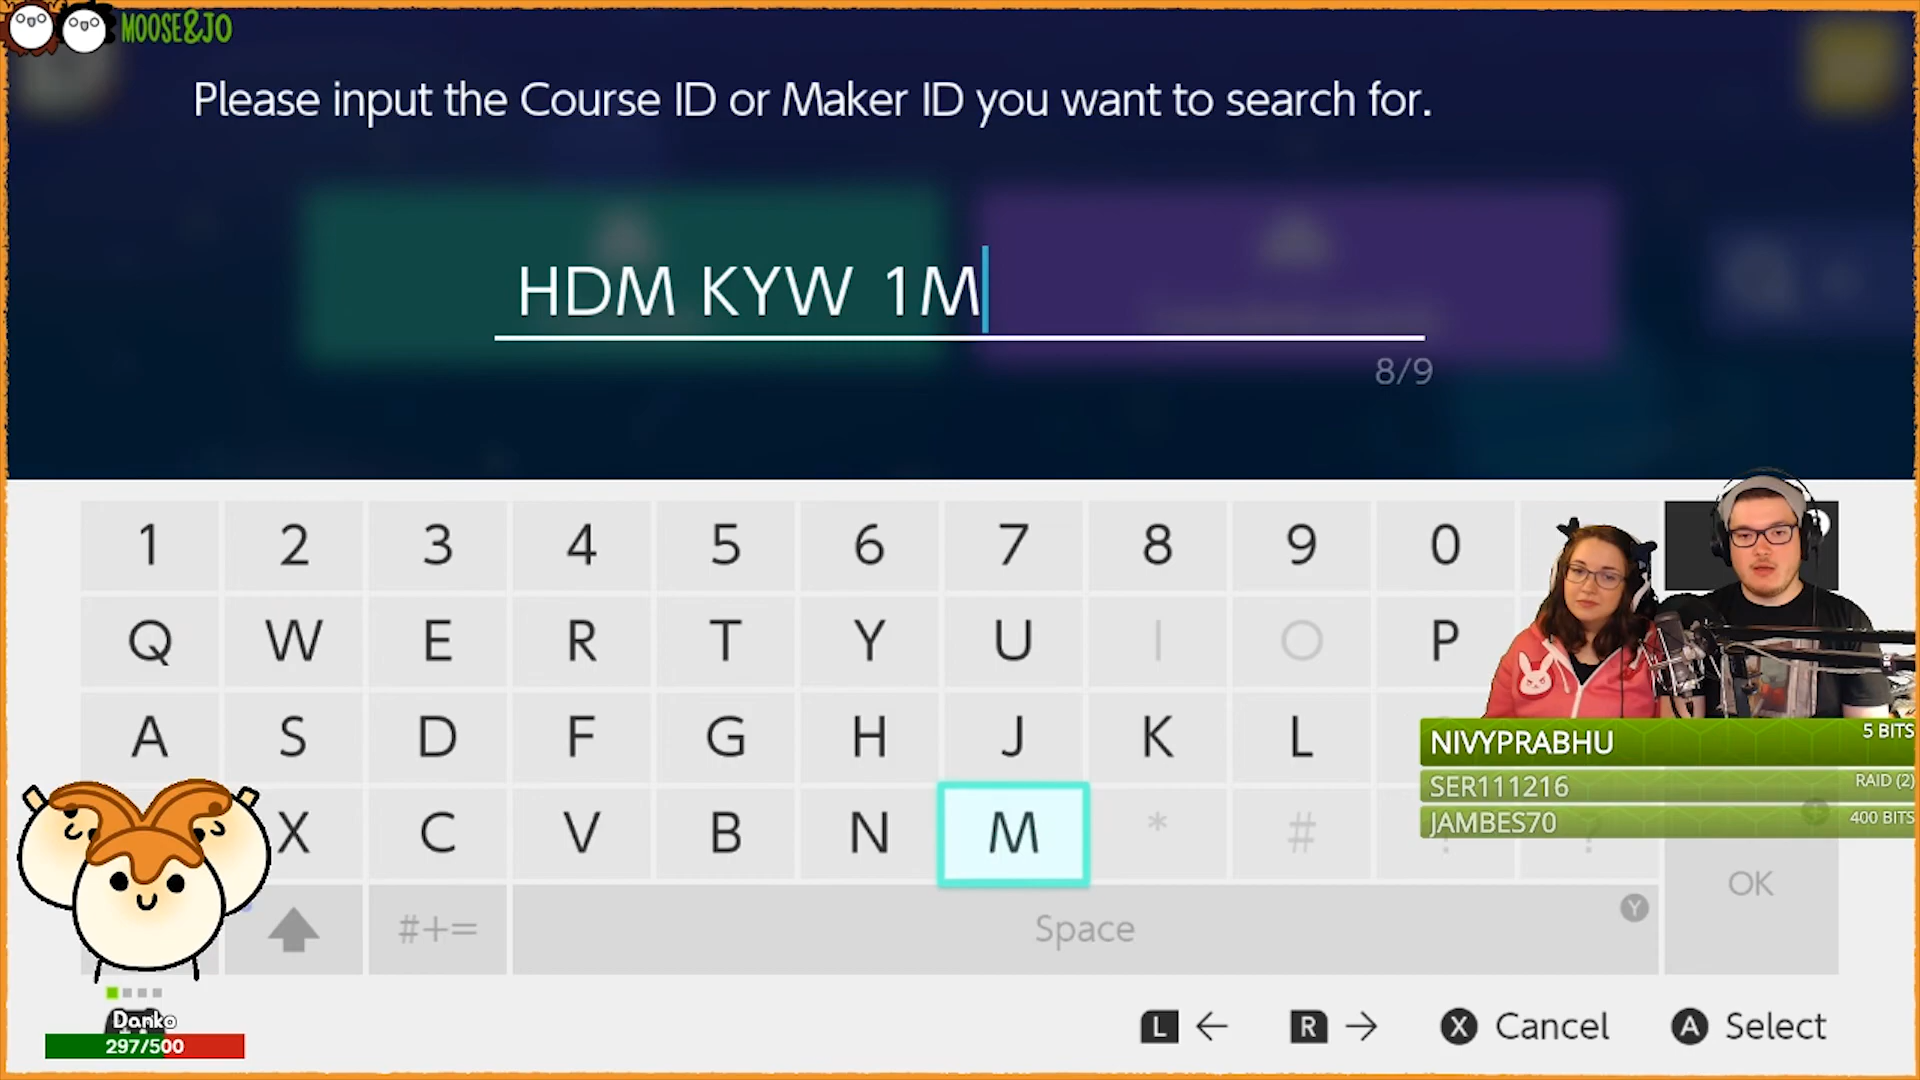 MOOSE&JO
Please input the Course ID or Maker ID you want to search for.
HDM KYW 1M
8/9
1 2 3 4 5 6 7 8 9 0
Q W E R T Y U I O P
A S D F G H J K L
X C V B N M * # ! ?
#+= Space Y OK
NIVYPRABHU 5 BITS
SER111216 RAID (2)
JAMBES70 400 BITS
Danko
297/500
L ← R → X Cancel A Select